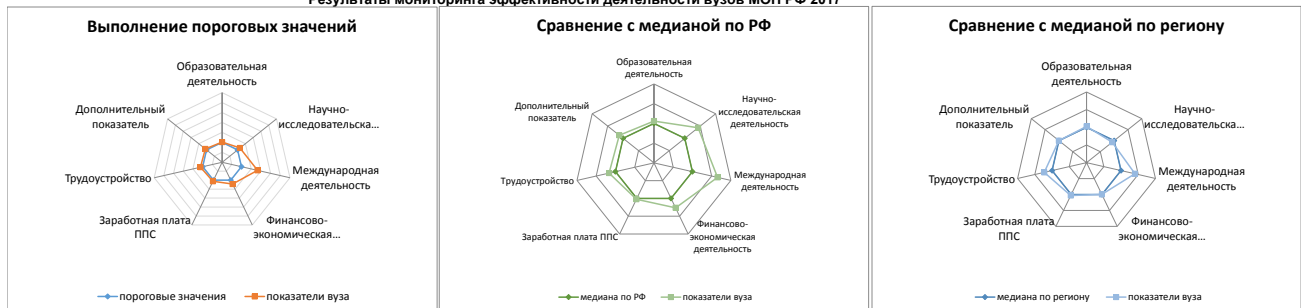 Результаты мониторинга эффективности деятельности вузов МОН РФ 2017
Выполнение пороговых значений
Образовательная
деятельность
Научно-
исследовательска...
Международная
деятельность
Финансово-
экономическая...
Заработная плата
ППС
Трудоустройство
Дополнительный
показатель
пороговые значения
показатели вуза
Сравнение с медианой по РФ
Образовательная
деятельность
Научно-
исследовательская
деятельность
Международная
деятельность
Финансово-
экономическая
деятельность
Заработная плата ППС
Трудоустройство
Дополнительный
показатель
медиана по РФ
показатели вуза
Сравнение с медианой по региону
Образовательная
деятельность
Научно-
исследовательска...
Международная
деятельность
Финансово-
экономическая...
Заработная плата
ППС
Трудоустройство
Дополнительный
показатель
медиана по региону
показатели вуза